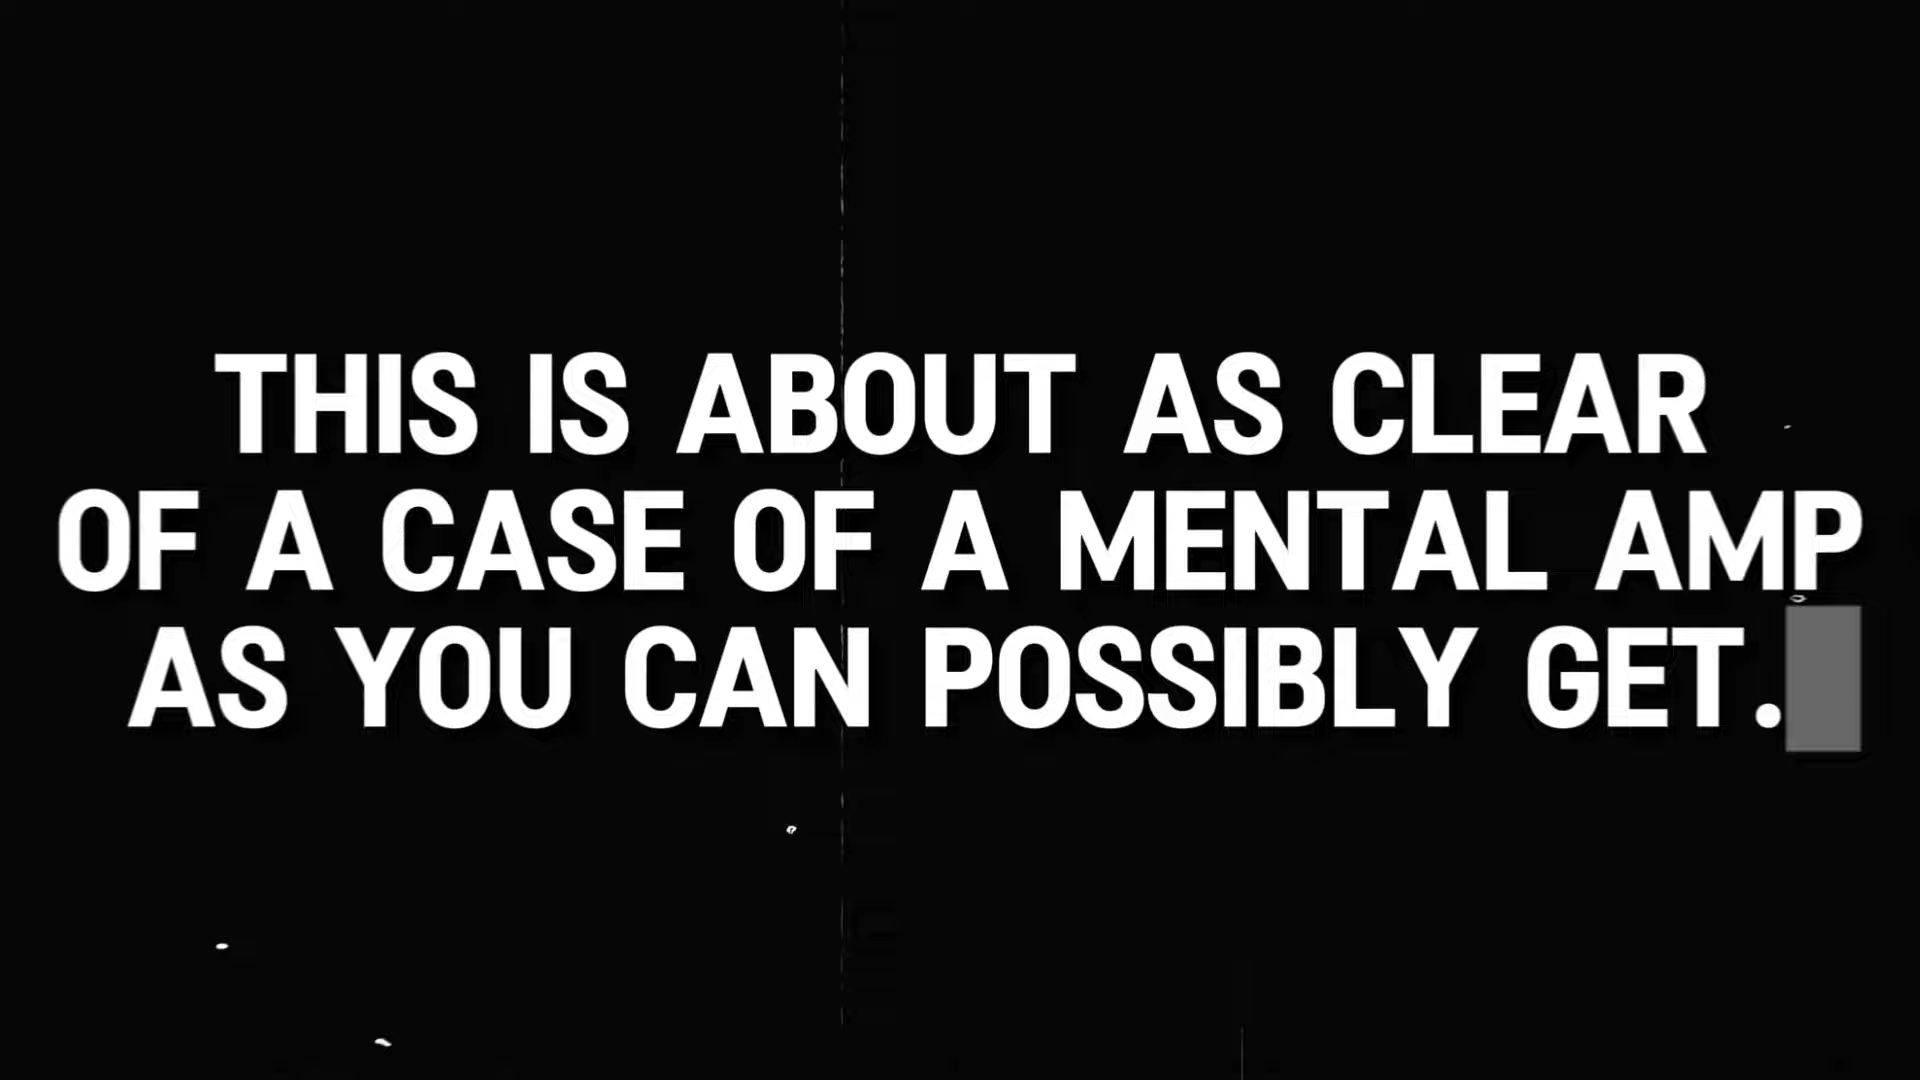 THIS IS ABOUT AS CLEAR
OF A CASE OF A MENTAL AMP
AS YOU CAN POSSIBLY GET.